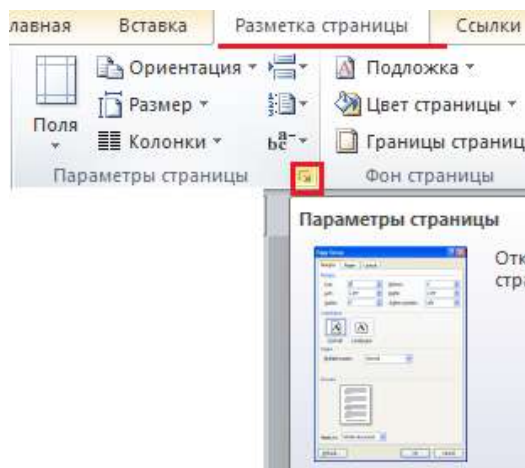 лавная Вставка Разметка страницы Ссылки
Ориентация Подложка
Поля Размер Цвет страницы
Колонки Границы страниц
Параметры страницы Фон страницы
Параметры страницы
Отк
стра